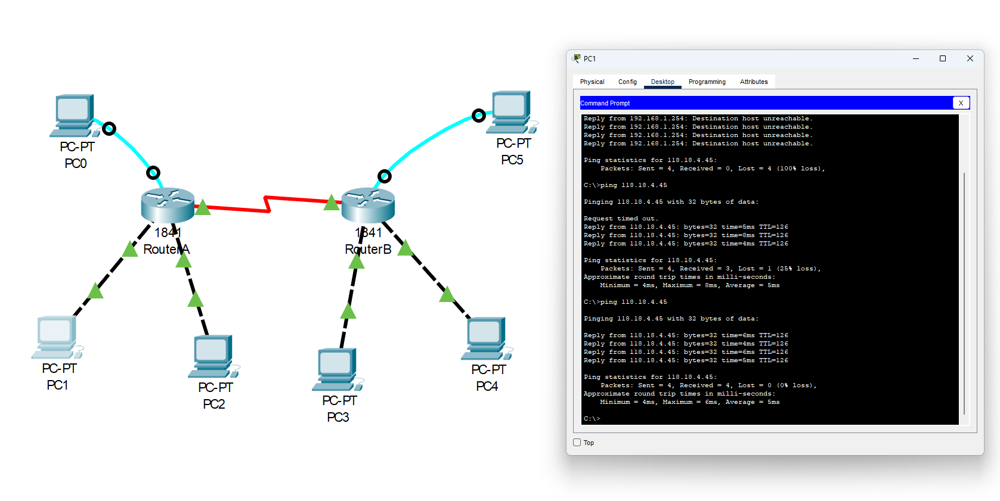 PC-PT
PC0
PC-PT
PC5
1841
RouterA
1841
RouterB
PC-PT
PC1
PC-PT
PC2
PC-PT
PC3
PC-PT
PC4
PC1
Physical Config Desktop Programming Attributes
Command Prompt X
Reply from 192.168.1.254: Destination host unreachable.
Reply from 192.168.1.254: Destination host unreachable.
Reply from 192.168.1.254: Destination host unreachable.
Reply from 192.168.1.254: Destination host unreachable.
Ping statistics for 118.18.4.45:
Packets: Sent = 4, Received = 0, Lost = 4 (100% loss),
C:\>ping 118.18.4.45
Pinging 118.18.4.45 with 32 bytes of data:
Request timed out.
Reply from 118.18.4.45: bytes=32 time=5ms TTL=126
Reply from 118.18.4.45: bytes=32 time=8ms TTL=126
Reply from 118.18.4.45: bytes=32 time=4ms TTL=126
Ping statistics for 118.18.4.45:
Packets: Sent = 4, Received = 3, Lost = 1 (25% loss),
Approximate round trip times in milli-seconds:
Minimum = 4ms, Maximum = 8ms, Average = 5ms
C:\>ping 118.18.4.45
Pinging 118.18.4.45 with 32 bytes of data:
Reply from 118.18.4.45: bytes=32 time=6ms TTL=126
Reply from 118.18.4.45: bytes=32 time=4ms TTL=126
Reply from 118.18.4.45: bytes=32 time=6ms TTL=126
Reply from 118.18.4.45: bytes=32 time=5ms TTL=126
Ping statistics for 118.18.4.45:
Packets: Sent = 4, Received = 4, Lost = 0 (0% loss),
Approximate round trip times in milli-seconds:
Minimum = 4ms, Maximum = 6ms, Average = 5ms
C:\>
Top